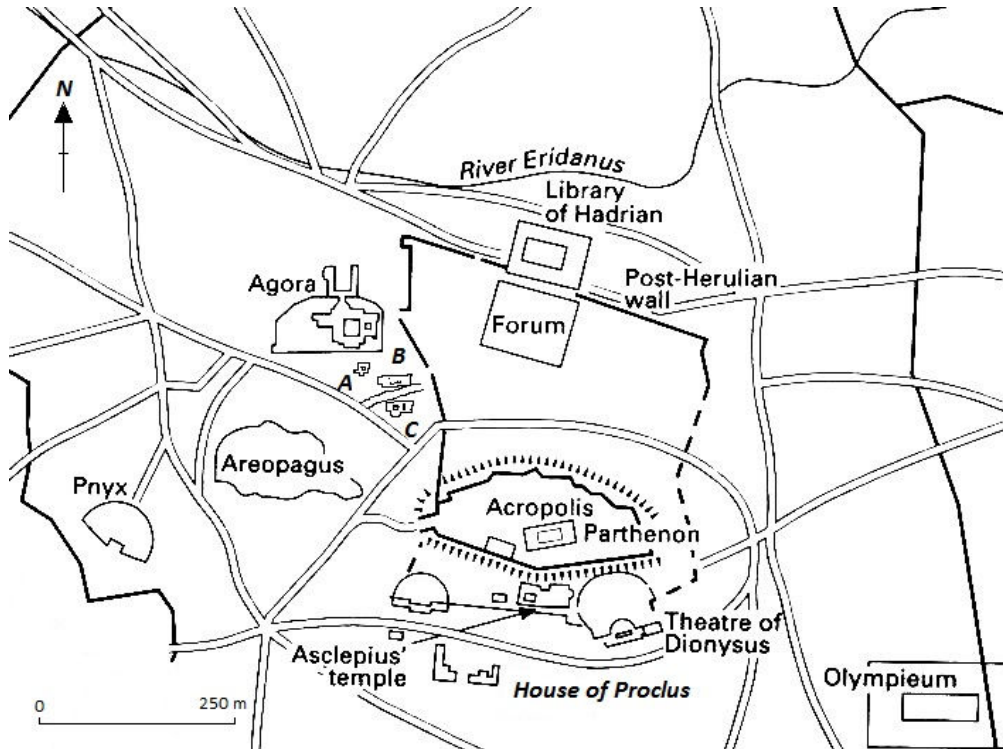 N
River Eridanus
Library
of Hadrian
Agora
Post-Herulian
wall
Forum
B
A
C
Areopagus
Pnyx
Acropolis
Parthenon
Theatre of
Dionysus
Asclepius'
temple
House of Proclus
Olympieum
0
250 m